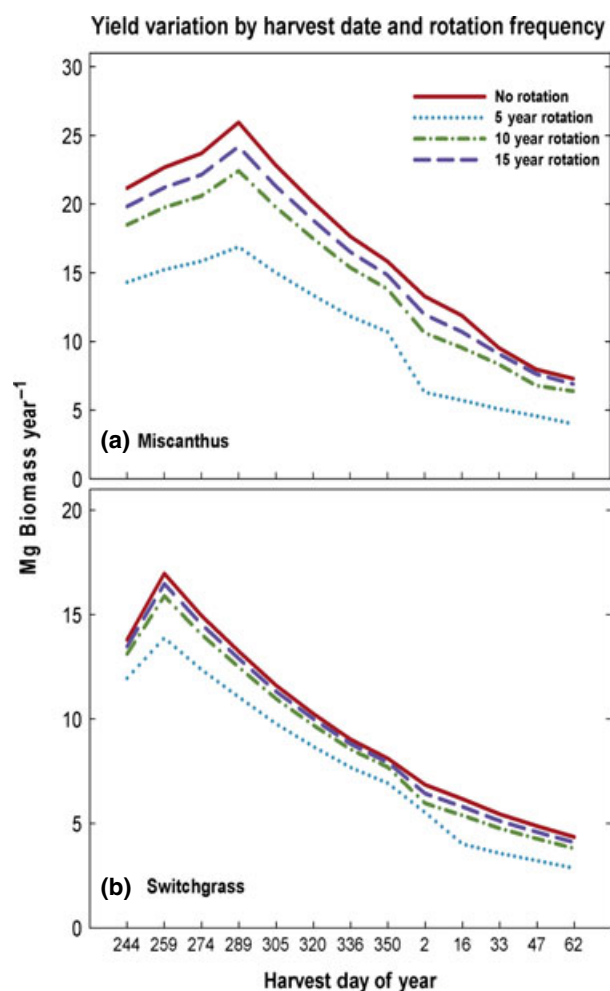 Yield variation by harvest date and rotation frequency
30
25
20
15
10
5
0
No rotation
5 year rotation
10 year rotation
15 year rotation
(a) Miscanthus
Mg Biomass year⁻¹
20
15
10
5
0
(b) Switchgrass
244 259 274 289 305 320 336 350 2 16 33 47 62
Harvest day of year